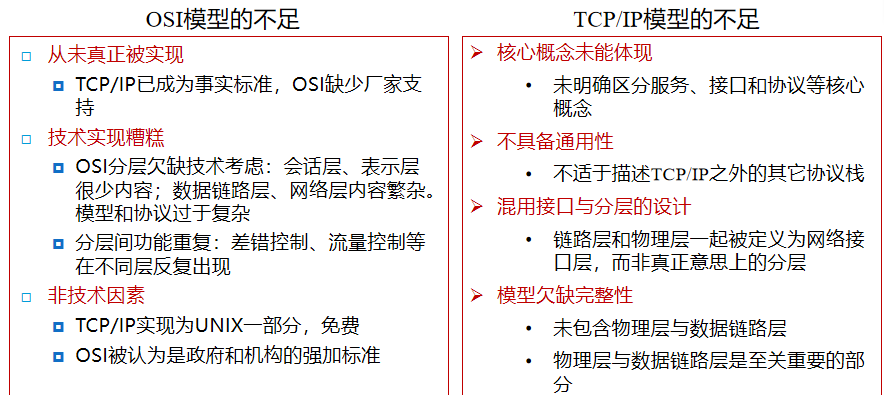 OSI模型的不足
从未真正被实现
TCP/IP已成为事实标准，OSI缺少厂家支
持
技术实现糟糕
OSI分层欠缺技术考虑：会话层、表示层
很少内容；数据链路层、网络层内容繁杂。
模型和协议过于复杂
分层间功能重复：差错控制、流量控制等
在不同层反复出现
非技术因素
TCP/IP实现为UNIX一部分，免费
OSI被认为是政府和机构的强加标准
TCP/IP模型的不足
核心概念未能体现
未明确区分服务、接口和协议等核心
概念
不具备通用性
不适于描述TCP/IP之外的其它协议栈
混用接口与分层的设计
链路层和物理层一起被定义为网络接
口层，而非真正意思上的分层
模型欠缺完整性
未包含物理层与数据链路层
物理层与数据链路层是至关重要的部
分